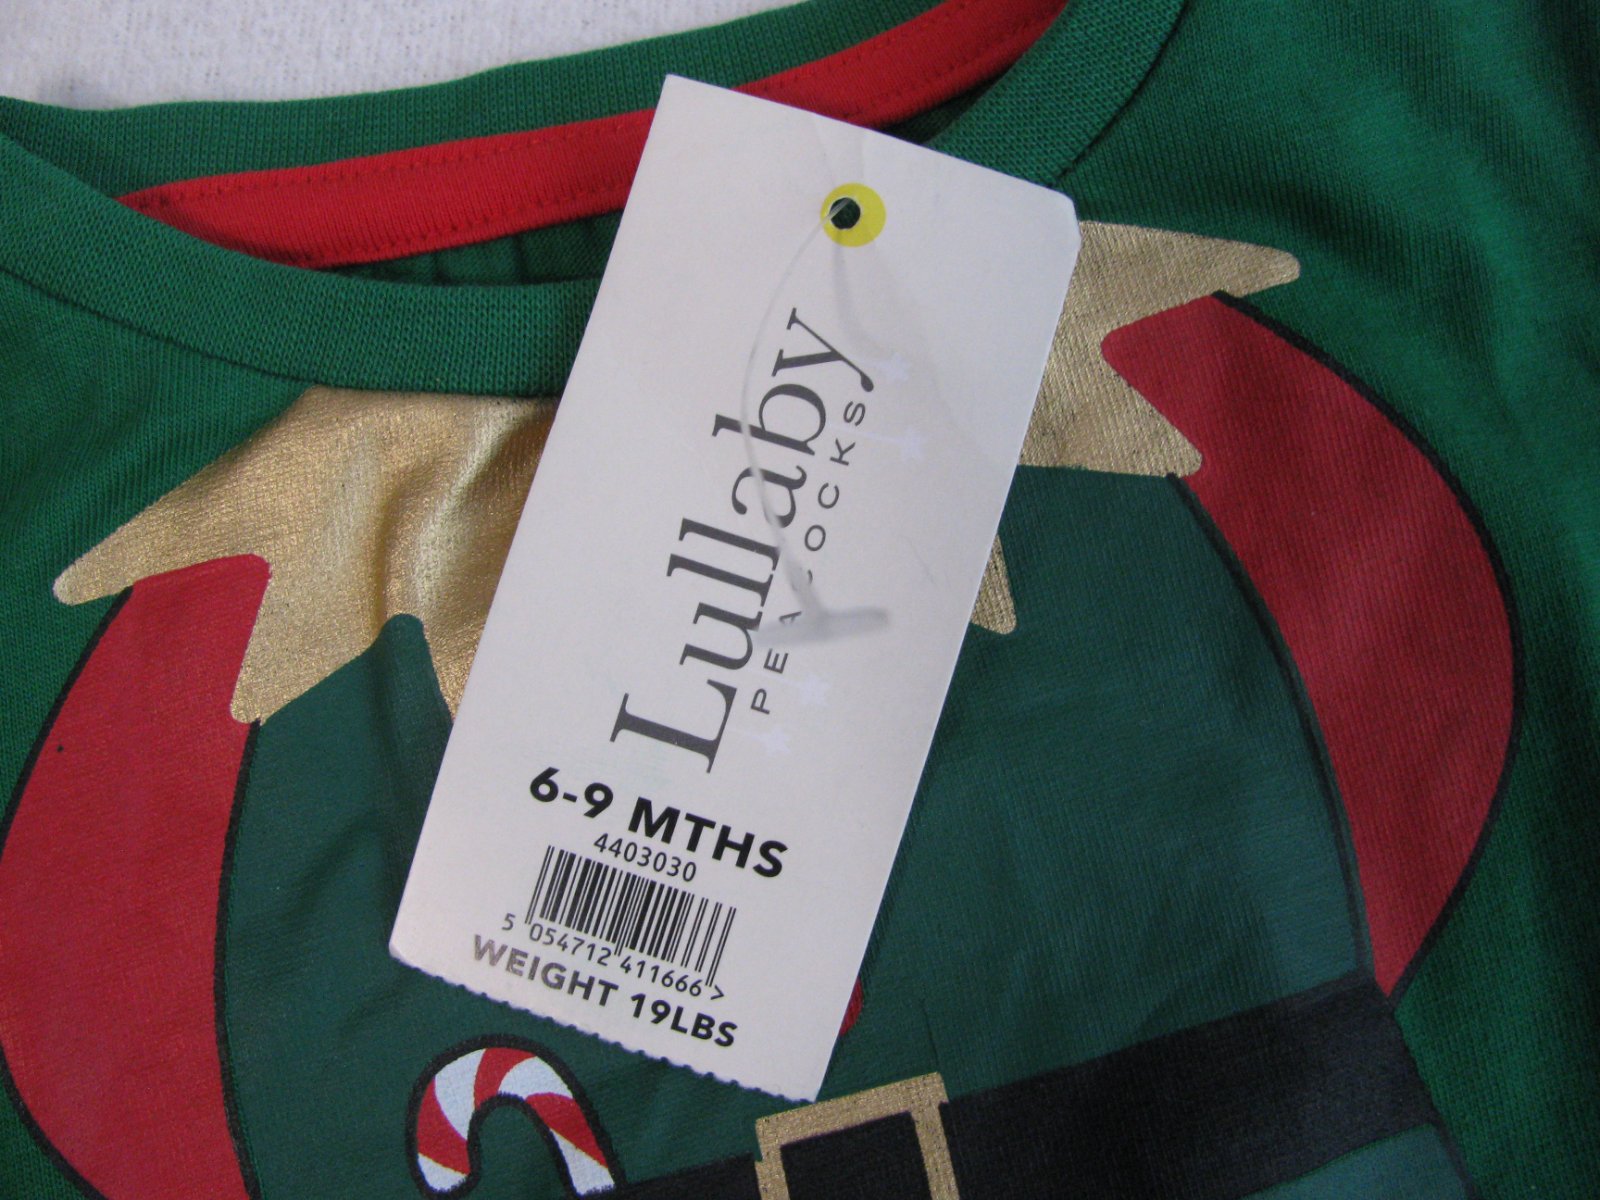 Lullaby
PEACOCKS
6-9 MTHS
4403030
5 054712 411666 >
WEIGHT 19LBS